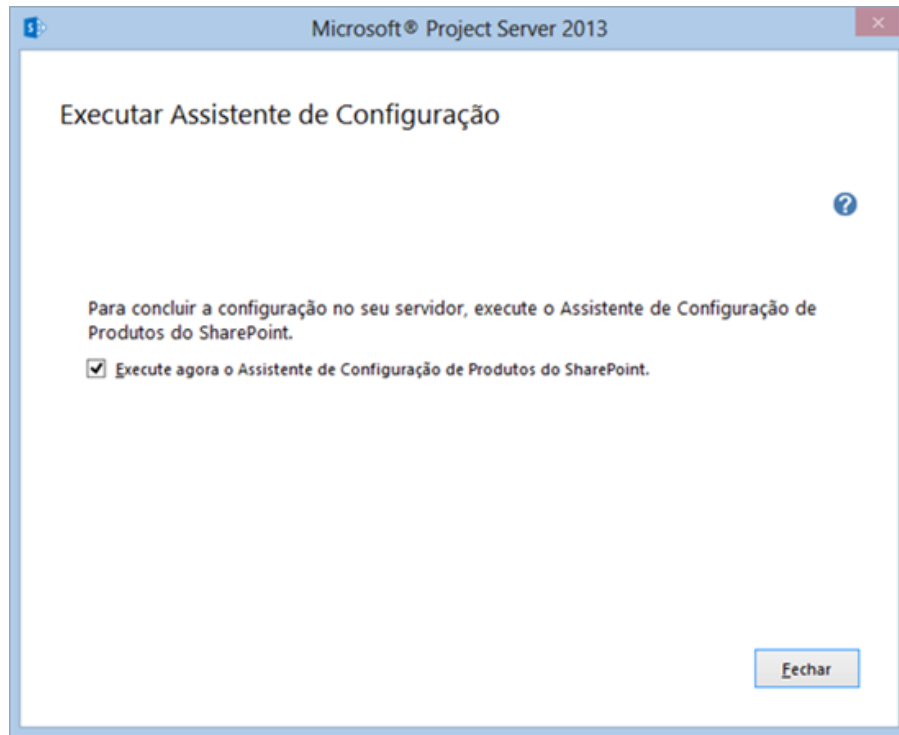 Microsoft® Project Server 2013
Executar Assistente de Configuração
Para concluir a configuração no seu servidor, execute o Assistente de Configuração de
Produtos do SharePoint.
Execute agora o Assistente de Configuração de Produtos do SharePoint.
Fechar